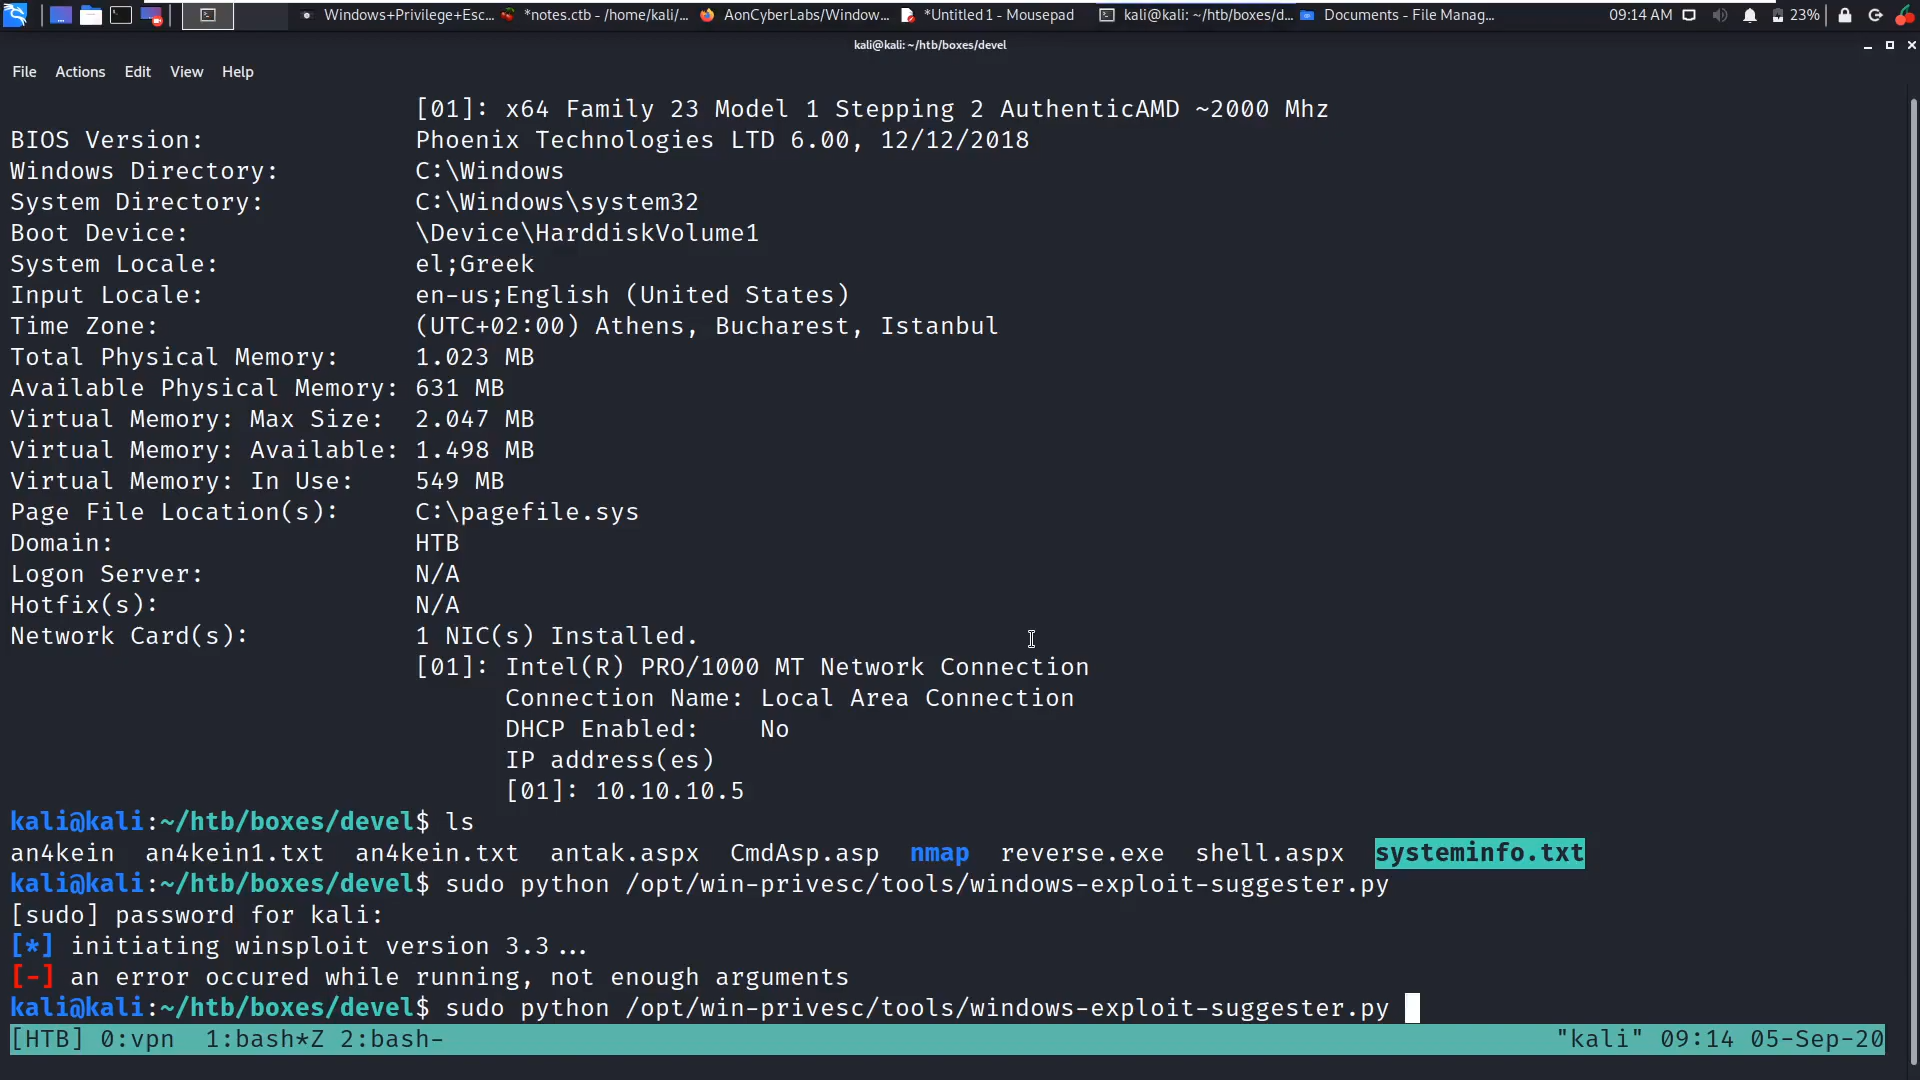 Windows+Privilege+Esc... *notes.ctb - /home/kali/... AonCyberLabs/Window... *Untitled 1 - Mousepad kali@kali: ~/htb/boxes/d... Documents - File Manag... 09:14 AM 23%
kali@kali: ~/htb/boxes/devel
File Actions Edit View Help
[01]: x64 Family 23 Model 1 Stepping 2 AuthenticAMD ~2000 Mhz
BIOS Version: Phoenix Technologies LTD 6.00, 12/12/2018
Windows Directory: C:\Windows
System Directory: C:\Windows\system32
Boot Device: \Device\HarddiskVolume1
System Locale: el;Greek
Input Locale: en-us;English (United States)
Time Zone: (UTC+02:00) Athens, Bucharest, Istanbul
Total Physical Memory: 1.023 MB
Available Physical Memory: 631 MB
Virtual Memory: Max Size: 2.047 MB
Virtual Memory: Available: 1.498 MB
Virtual Memory: In Use: 549 MB
Page File Location(s): C:\pagefile.sys
Domain: HTB
Logon Server: N/A
Hotfix(s): N/A
Network Card(s): 1 NIC(s) Installed.
[01]: Intel(R) PRO/1000 MT Network Connection
Connection Name: Local Area Connection
DHCP Enabled: No
IP address(es)
[01]: 10.10.10.5
kali@kali:~/htb/boxes/devel$ ls
an4kein an4kein1.txt an4kein.txt antak.aspx CmdAsp.asp nmap reverse.exe shell.aspx systeminfo.txt
kali@kali:~/htb/boxes/devel$ sudo python /opt/win-privesc/tools/windows-exploit-suggester.py
[sudo] password for kali:
[*] initiating winsploit version 3.3...
[-] an error occured while running, not enough arguments
kali@kali:~/htb/boxes/devel$ sudo python /opt/win-privesc/tools/windows-exploit-suggester.py
[HTB] 0:vpn 1:bash*Z 2:bash- "kali" 09:14 05-Sep-20